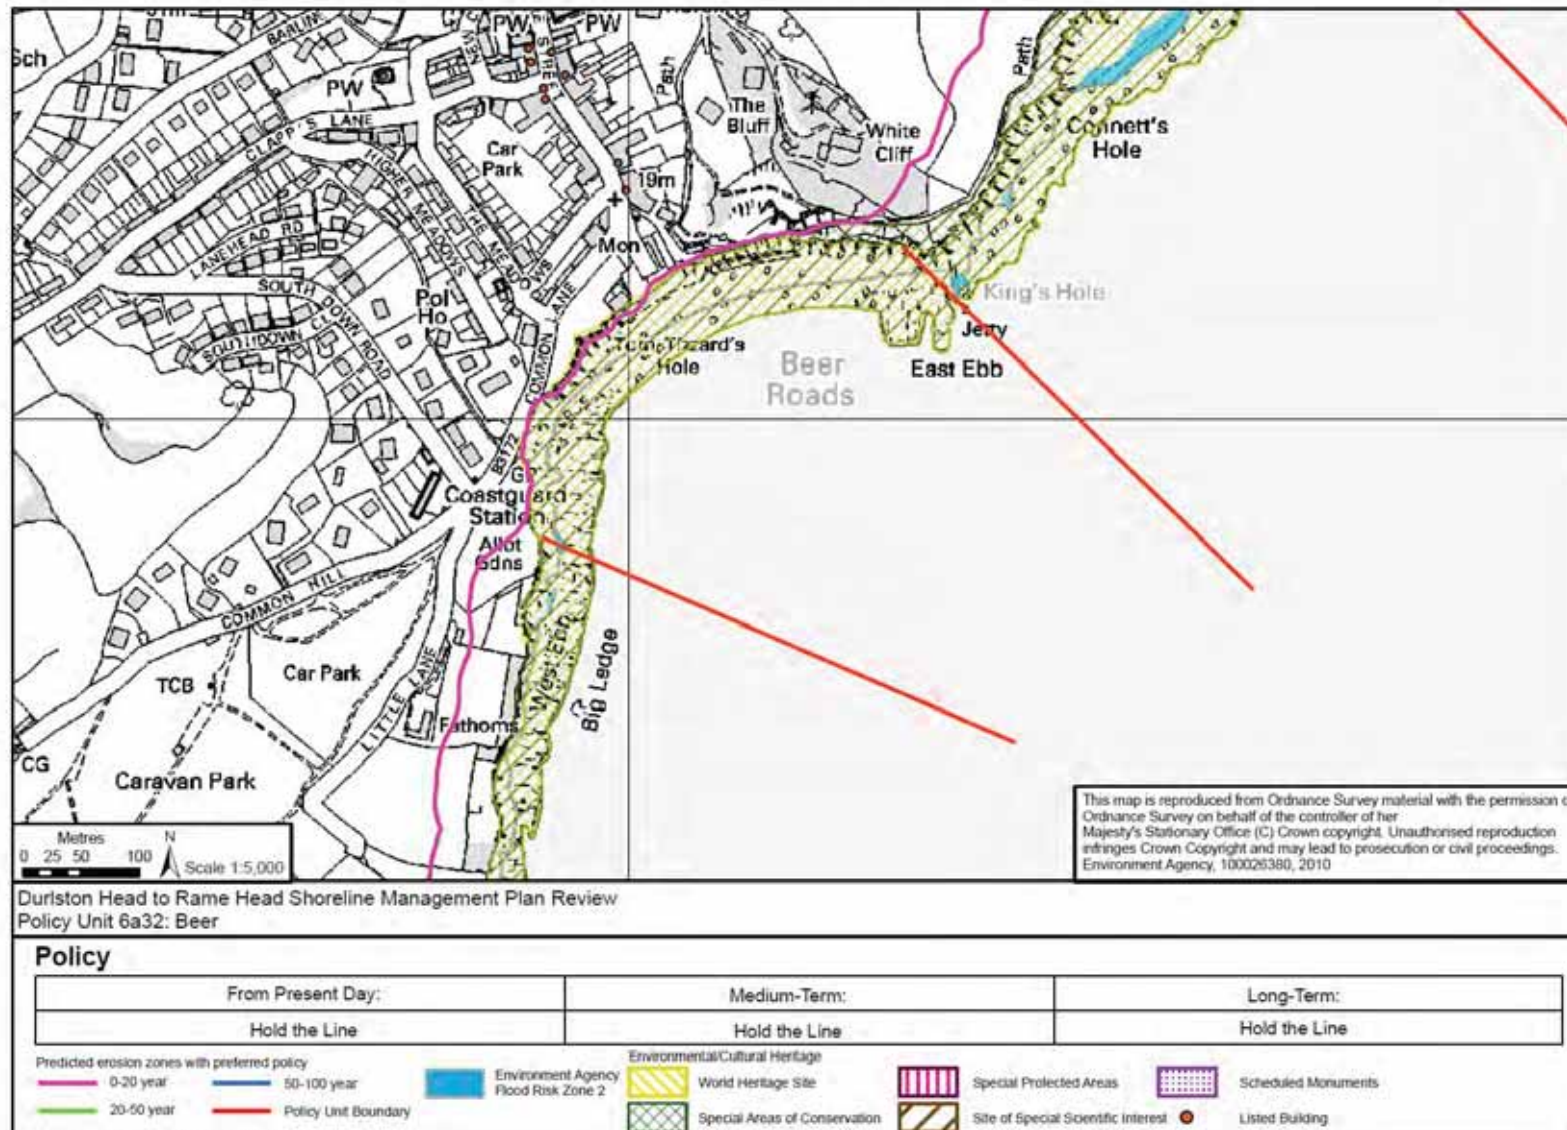 BARLINE
PW
PW
Sch
NEW
Path
Path
PW
CLAPP'S LANE
The
Bluff
White
Cliff
Connett's
Hole
Car
Park
HIGHER MEADOWS
THE MEADOWS
19m
LANEHEAD RD
Mon
SOUTH DOWN ROAD
Pol
Ho
COMMON LANE
King's Hole
Jetty
East Ebb
Hole
Beer
Roads
B3172
Coastguard
Station
Allot
Gdns
COMMON HILL
West Ebb
Big Ledge
Car Park
TCB
LITTLE LANE
Fathoms
CG
Caravan Park
Metres
N
0 25 50 100
Scale 1:5,000
This map is reproduced from Ordnance Survey material with the permission o
Ordnance Survey on behalf of the controller of her
Majesty's Stationary Office (C) Crown copyright. Unauthorised reproduction
infringes Crown Copyright and may lead to prosecution or civil proceedings.
Environment Agency, 100026380, 2010
Durlston Head to Rame Head Shoreline Management Plan Review
Policy Unit 6a32: Beer
Policy
From Present Day: Medium-Term: Long-Term:
Hold the Line Hold the Line Hold the Line
Predicted erosion zones with preferred policy
0-20 year
50-100 year
20-50 year
Policy Unit Boundary
Environment Agency
Flood Risk Zone 2
Environmental/Cultural Heritage
World Heritage Site
Special Protected Areas
Scheduled Monuments
Special Areas of Conservation
Site of Special Scientific Interest
Listed Building